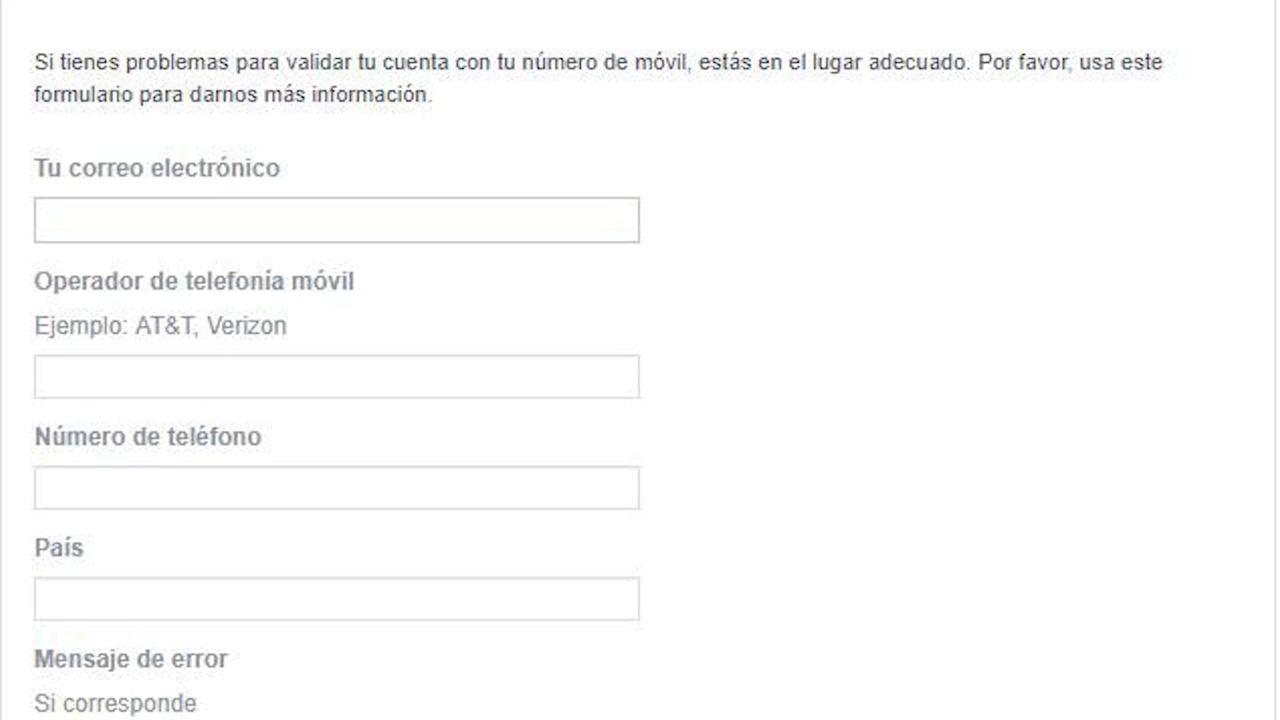 Si tienes problemas para validar tu cuenta con tu número de móvil, estás en el lugar adecuado. Por favor, usa este
formulario para darnos más información.
Tu correo electrónico
Operador de telefonía móvil
Ejemplo: AT&T, Verizon
Número de teléfono
País
Mensaje de error
Si corresponde